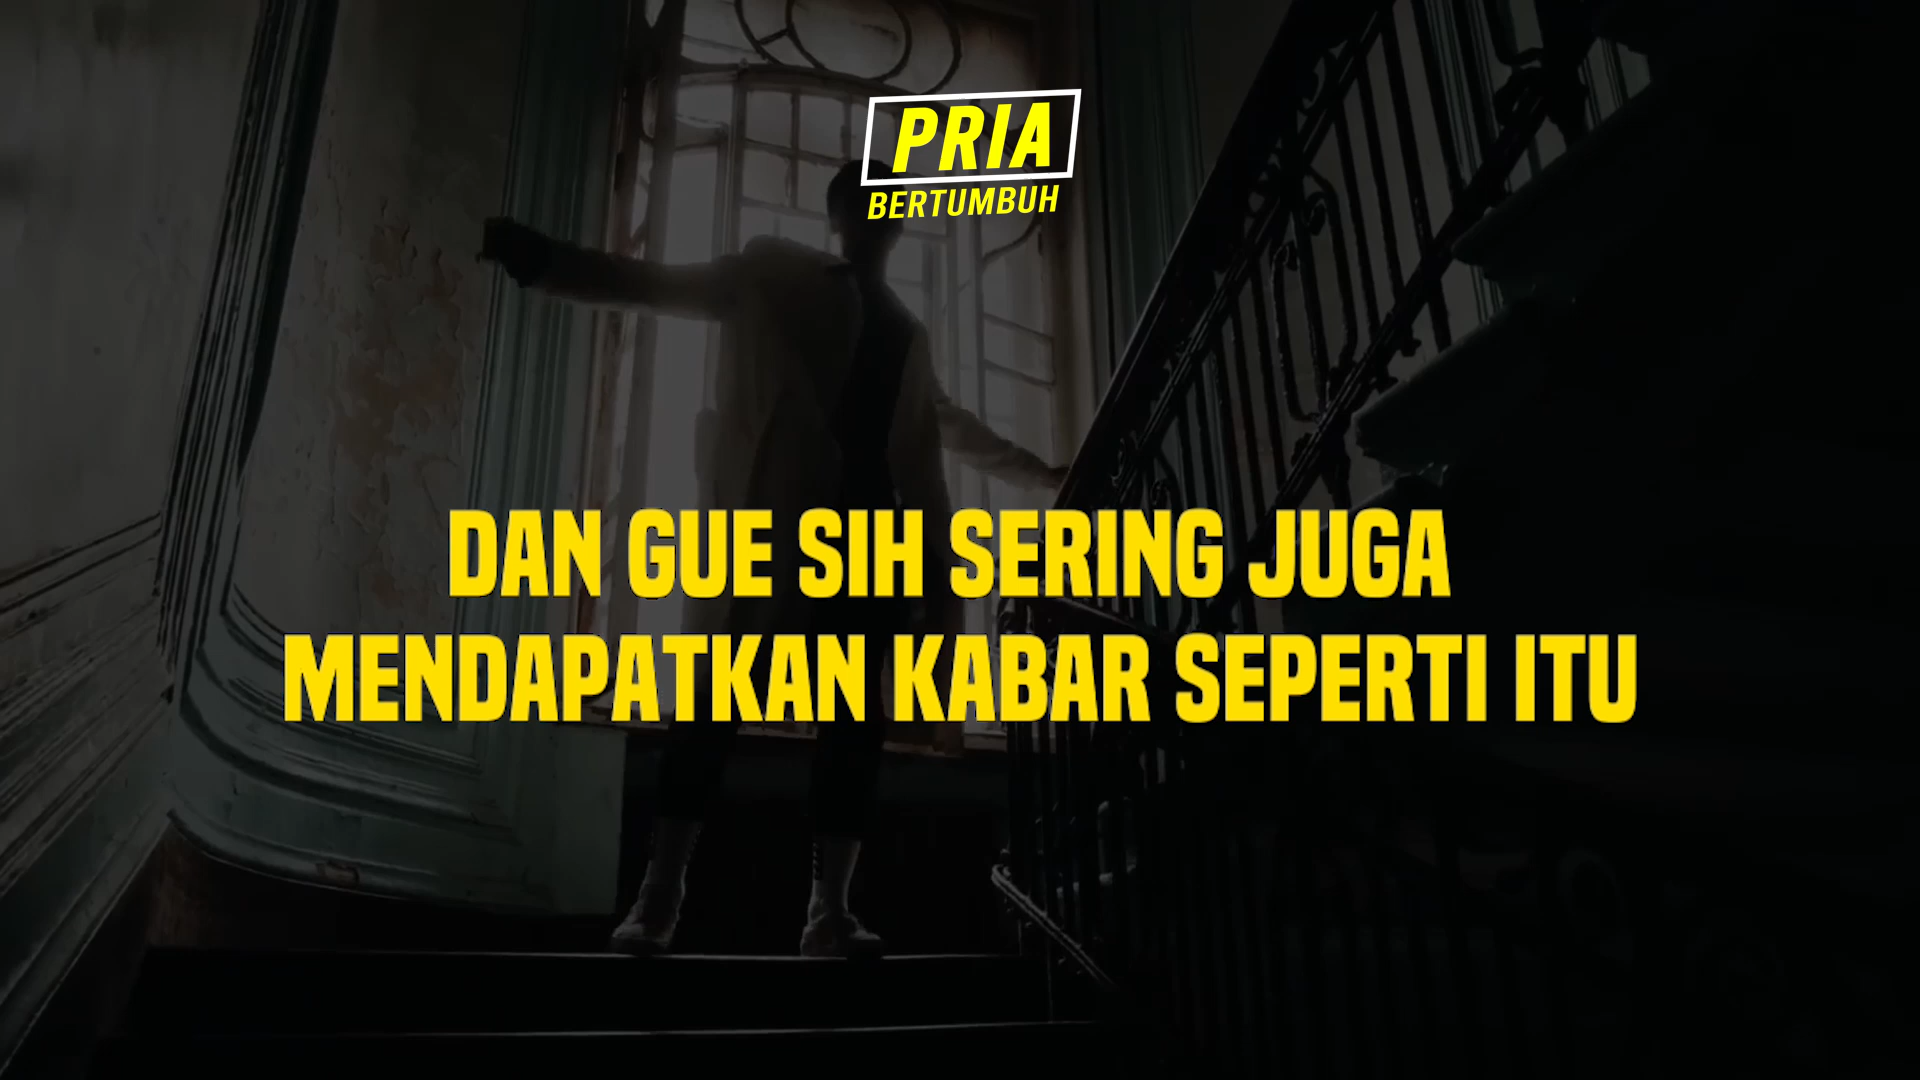 PRIA
BERTUMBUH
DAN GUE SIH SERING JUGA
MENDAPATKAN KABAR SEPERTI ITU